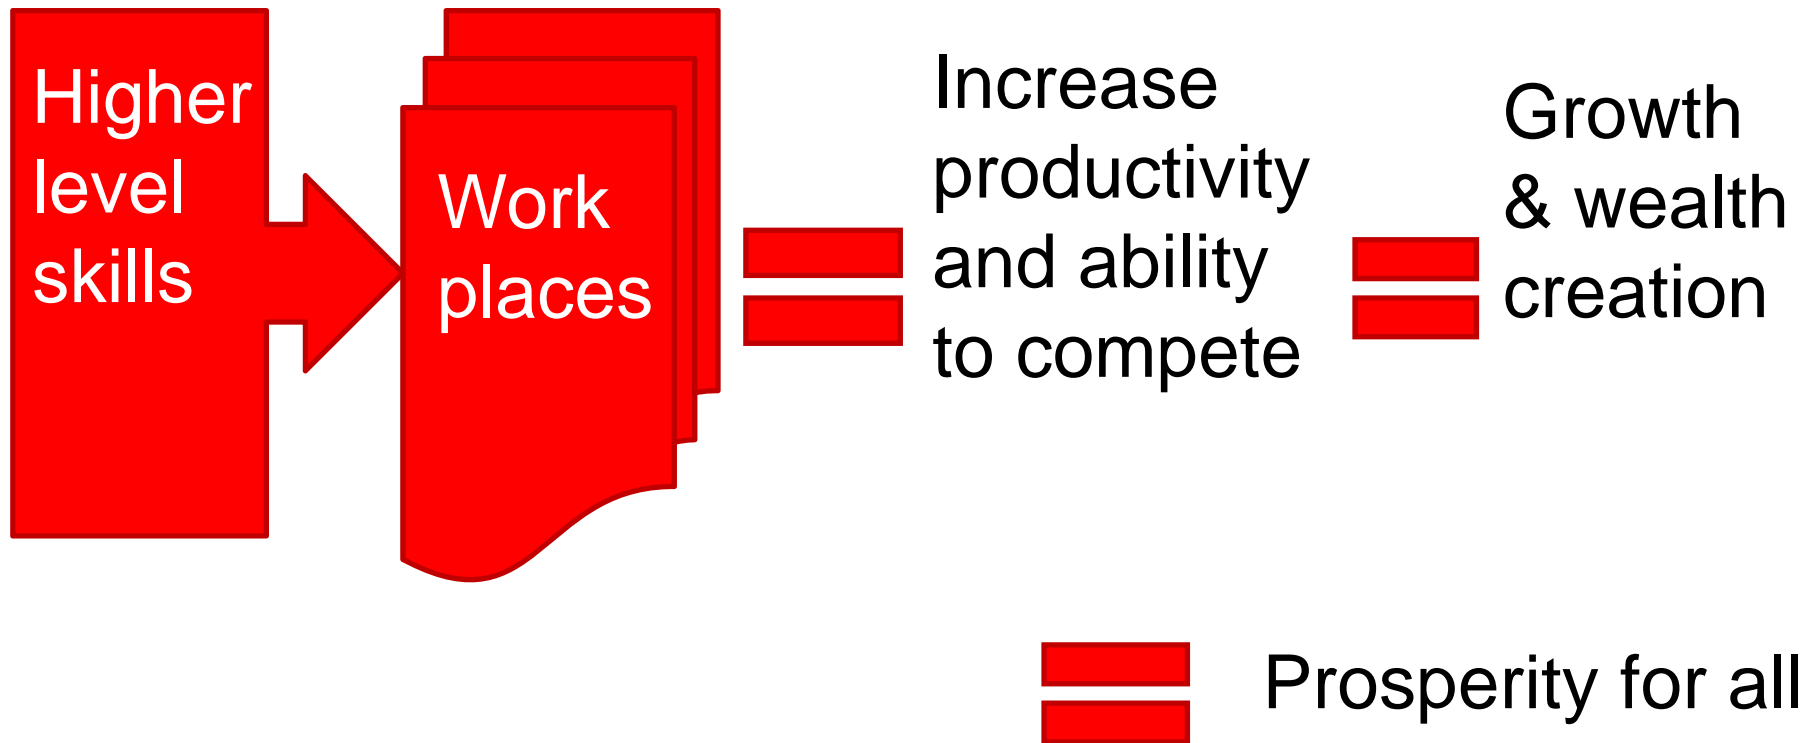 Higher
level
skills
Work
places
Increase
productivity
and ability
to compete
Growth
& wealth
creation
Prosperity for all